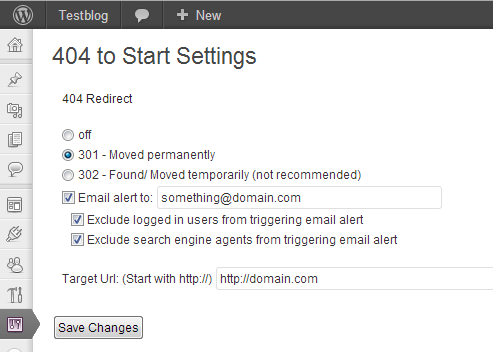 Testblog + New
404 to Start Settings
404 Redirect
off
301 - Moved permanently
302 - Found/ Moved temporarily (not recommended)
Email alert to: something@domain.com
Exclude logged in users from triggering email alert
Exclude search engine agents from triggering email alert
Target Url: (Start with http://) http://domain.com
Save Changes